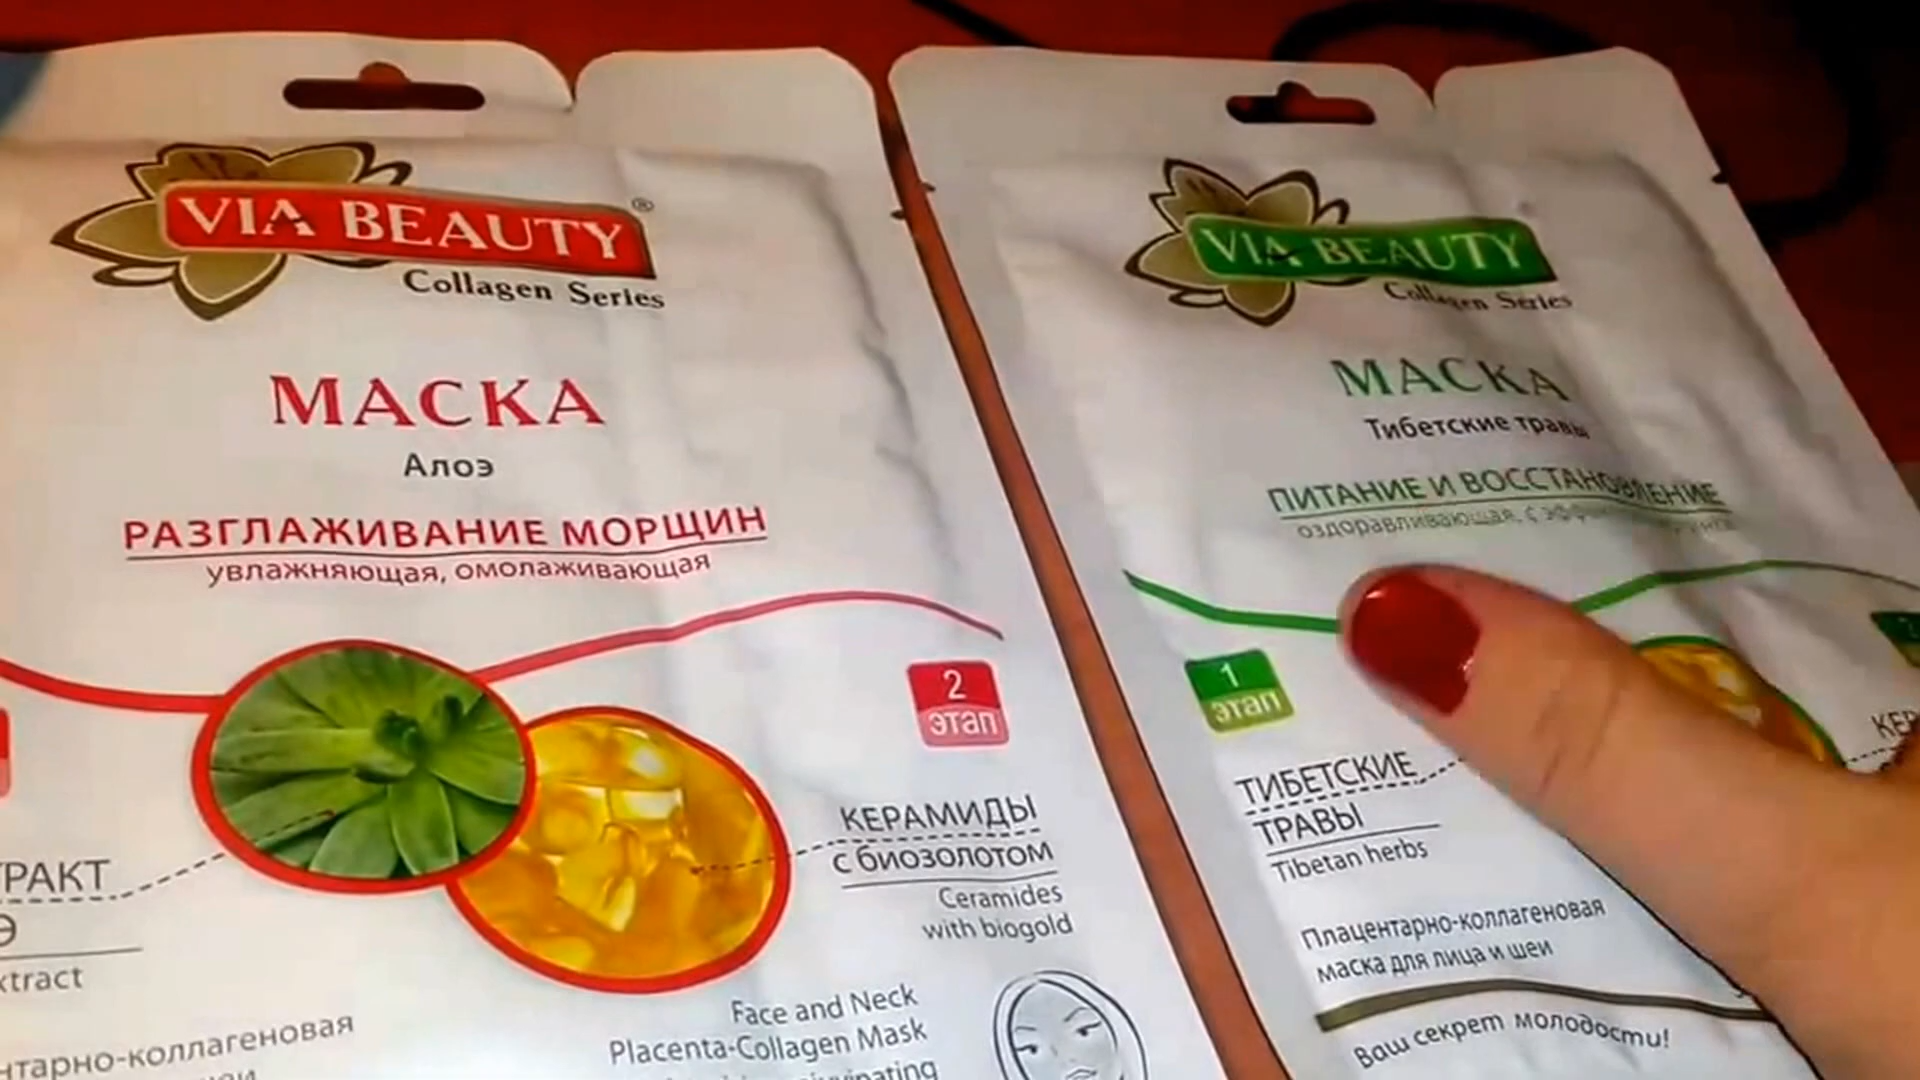 VIA BEAUTY®
Collagen Series
МАСКА
Алоэ
РАЗГЛАЖИВАНИЕ МОРЩИН
увлажняющая, омолаживающая
2
этап
КЕРАМИДЫ
с биозолотом
Ceramides
with biogold
Face and Neck
Placenta-Collagen Mask
VIA BEAUTY
Collagen Series
МАСКА
Тибетские травы
ПИТАНИЕ И ВОССТАНОВЛЕНИЕ
оздоравливающая, с
1
этап
ТИБЕТСКИЕ
ТРАВЫ
Tibetan herbs
Плацентарно-коллагеновая
маска для лица и шеи
Ваш секрет молодости!